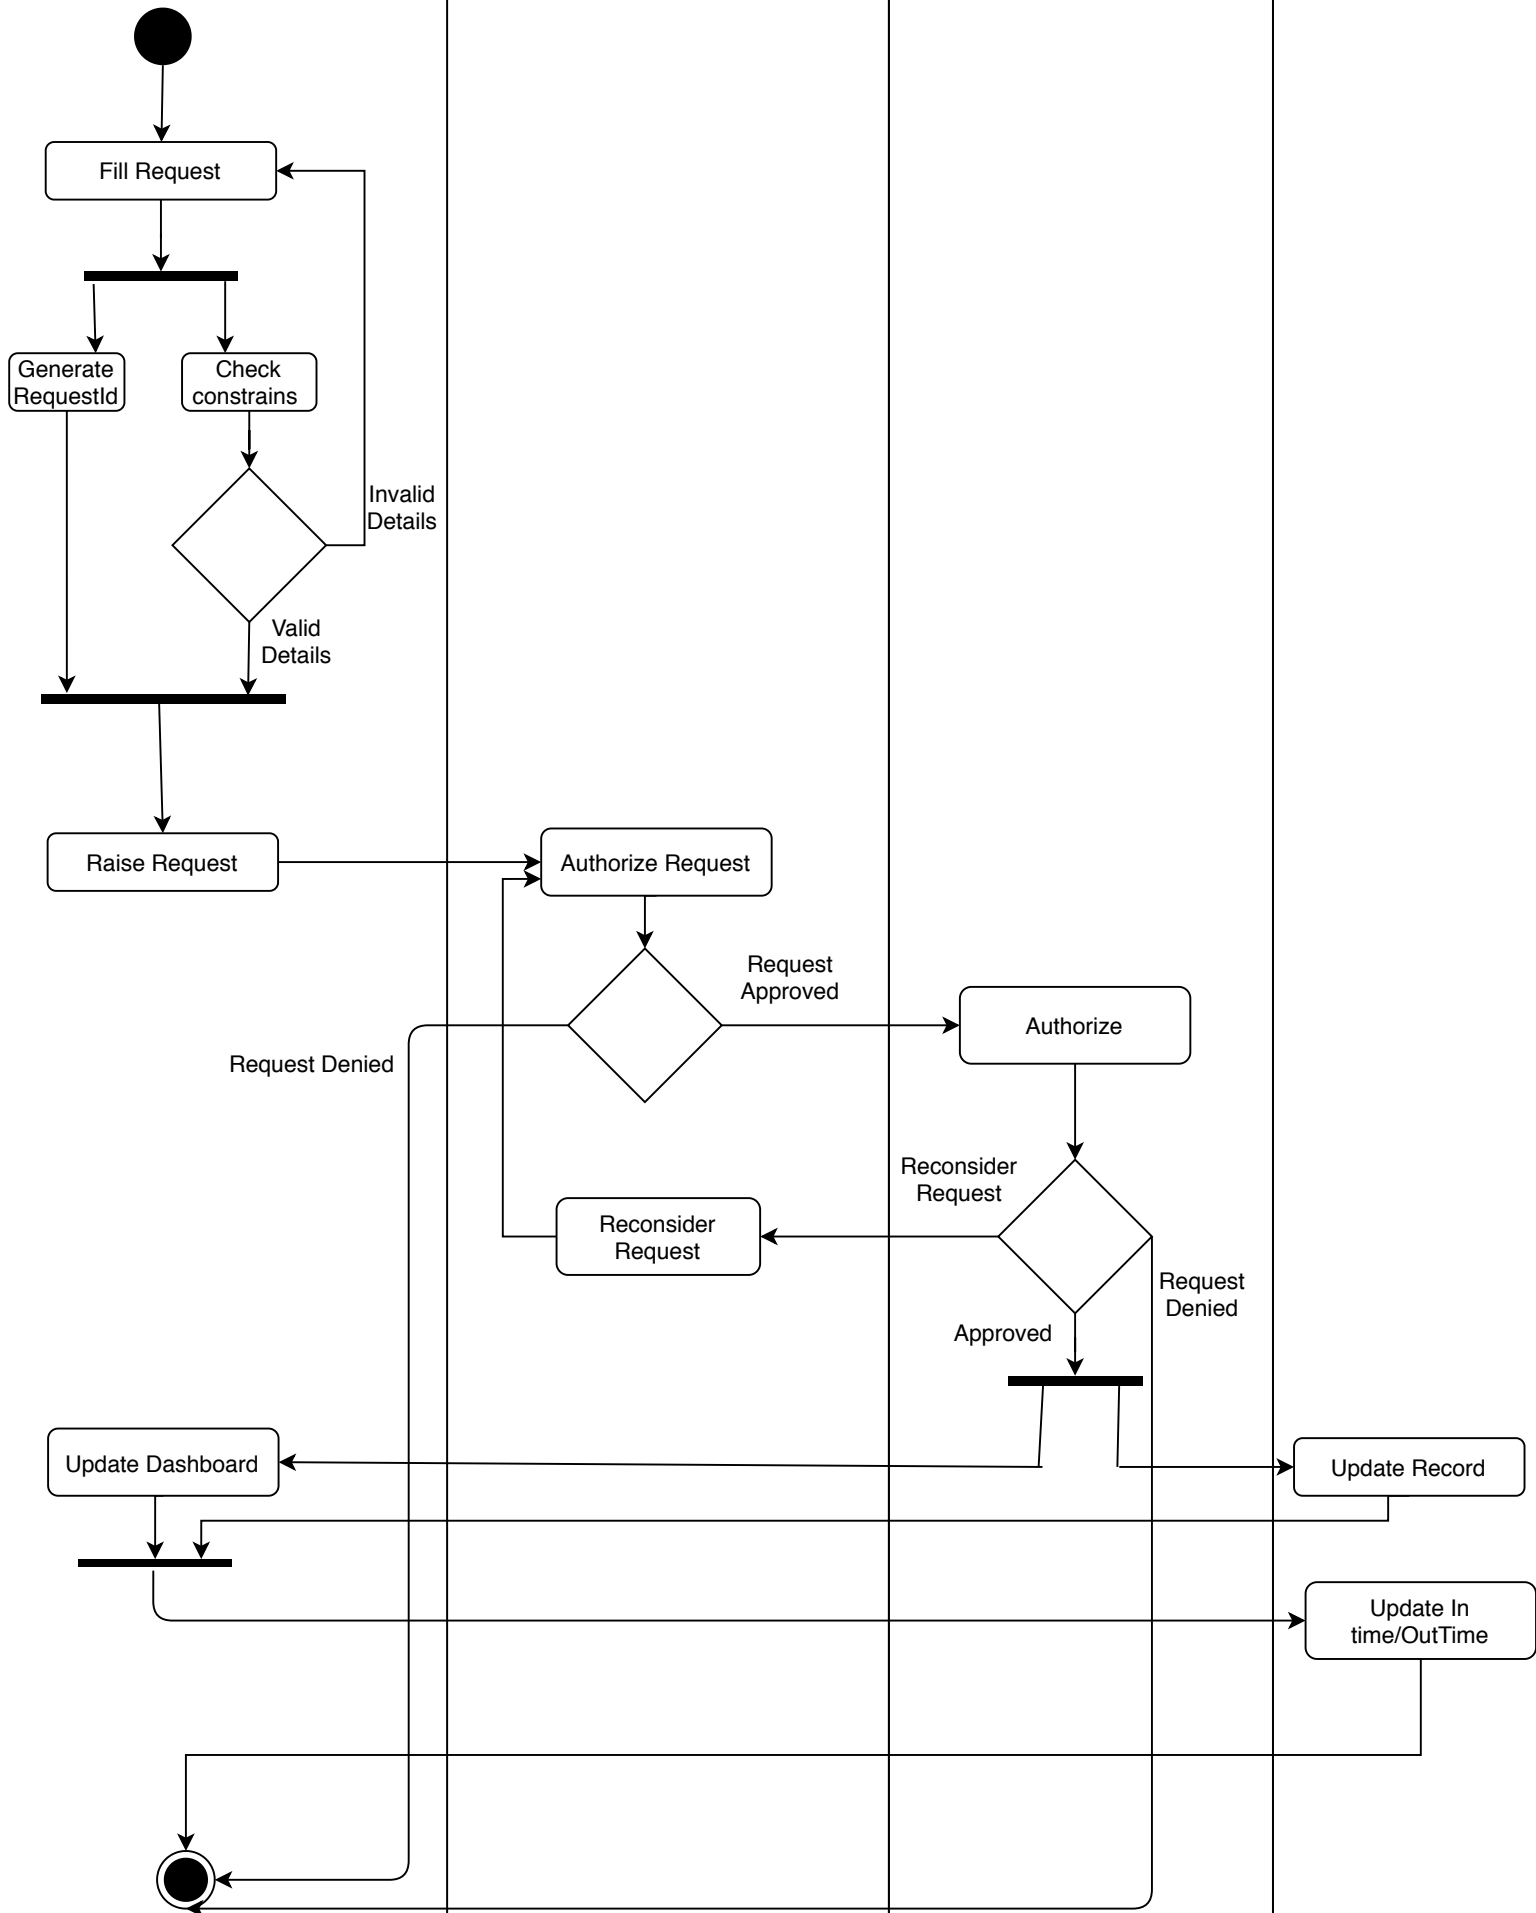 Fill Request
Generate
RequestId
Check
constrains
Invalid
Details
Valid
Details
Raise Request
Authorize Request
Request
Approved
Authorize
Request Denied
Reconsider
Request
Reconsider
Request
Request
Denied
Approved
Update Dashboard
Update Record
Update In
time/OutTime